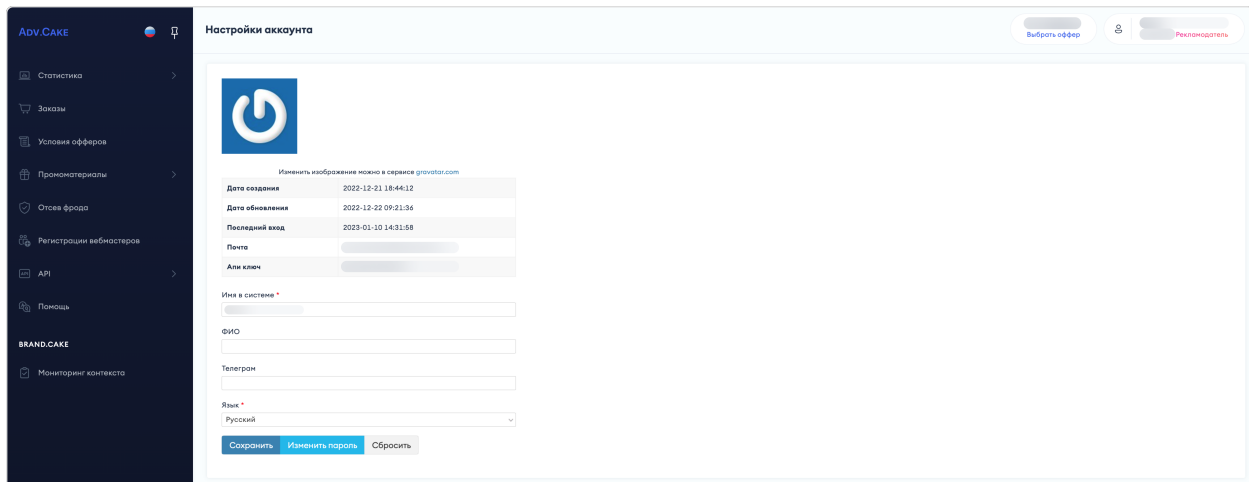 ADV.CAKE
Статистика
Заказы
Условия офферов
Промоматериалы
Отсев фрода
Регистрации вебмастеров
API
Помощь
BRAND.CAKE
Мониторинг контекста
Настройки аккаунта
Выбрать оффер
Рекламодатель
Изменить изображение можно в сервисе gravatar.com
Дата создания 2022-12-21 18:44:12
Дата обновления 2022-12-22 09:21:36
Последний вход 2023-01-10 14:31:58
Почта
Апи ключ
Имя в системе *
ФИО
Телеграм
Язык *
Русский
Сохранить Изменить пароль Сбросить